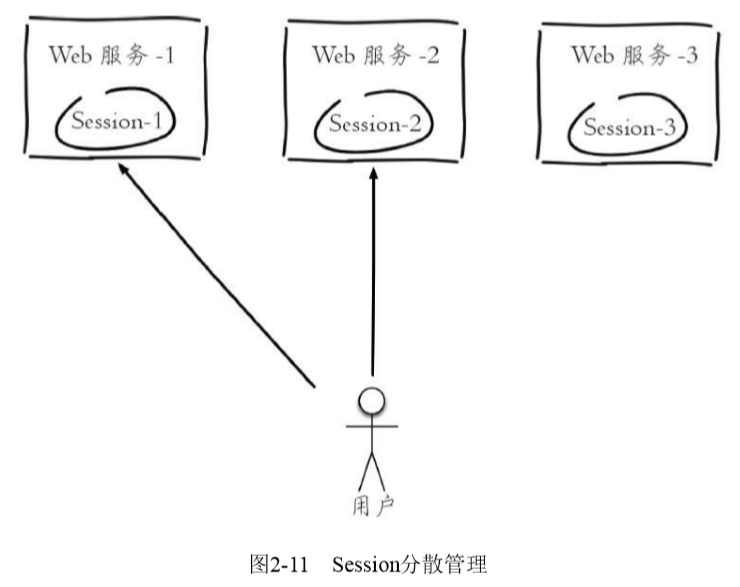 Web 服务 -1
Web 服务 -2
Web 服务 -3
Session-1
Session-2
Session-3
用户
图2-11 Session分散管理